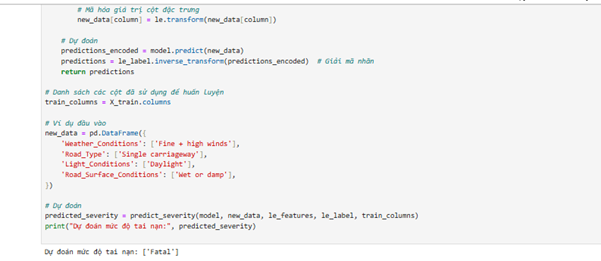 # Mã hóa giá trị cột đặc trưng
new_data[column] = le.transform(new_data[column])
# Dự đoán
predictions_encoded = model.predict(new_data)
predictions = le_label.inverse_transform(predictions_encoded)  # Giải mã nhãn
return predictions
# Danh sách các cột đã sử dụng để huấn luyện
train_columns = X_train.columns
# Ví dụ đầu vào
new_data = pd.DataFrame({
'Weather_Conditions': ['Fine + high winds'],
'Road_Type': ['Single carriageway'],
'Light_Conditions': ['Daylight'],
'Road_Surface_Conditions': ['Wet or damp'],
})
# Dự đoán
predicted_severity = predict_severity(model, new_data, le_features, le_label, train_columns)
print("Dự đoán mức độ tai nạn:", predicted_severity)
Dự đoán mức độ tai nạn: ['Fatal']